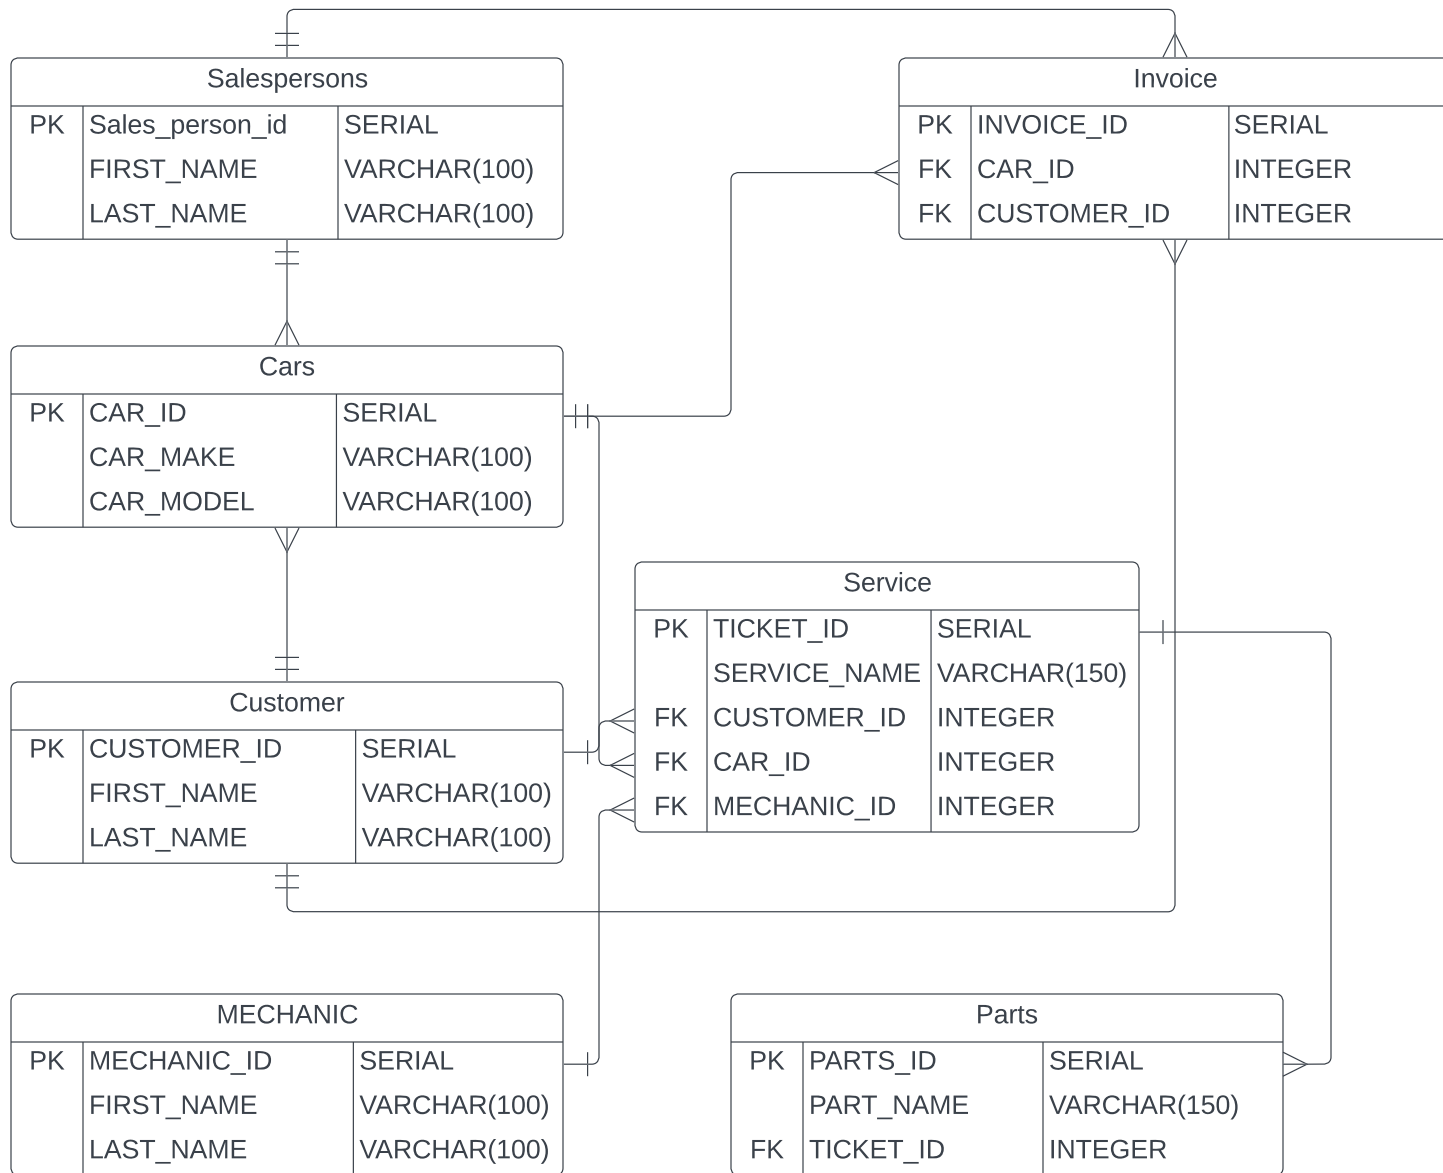 Salespersons
PK Sales_person_id SERIAL
FIRST_NAME VARCHAR(100)
LAST_NAME VARCHAR(100)
Invoice
PK INVOICE_ID SERIAL
FK CAR_ID INTEGER
FK CUSTOMER_ID INTEGER
Cars
PK CAR_ID SERIAL
CAR_MAKE VARCHAR(100)
CAR_MODEL VARCHAR(100)
Service
PK TICKET_ID SERIAL
SERVICE_NAME VARCHAR(150)
FK CUSTOMER_ID INTEGER
FK CAR_ID INTEGER
FK MECHANIC_ID INTEGER
Customer
PK CUSTOMER_ID SERIAL
FIRST_NAME VARCHAR(100)
LAST_NAME VARCHAR(100)
MECHANIC
PK MECHANIC_ID SERIAL
FIRST_NAME VARCHAR(100)
LAST_NAME VARCHAR(100)
Parts
PK PARTS_ID SERIAL
PART_NAME VARCHAR(150)
FK TICKET_ID INTEGER